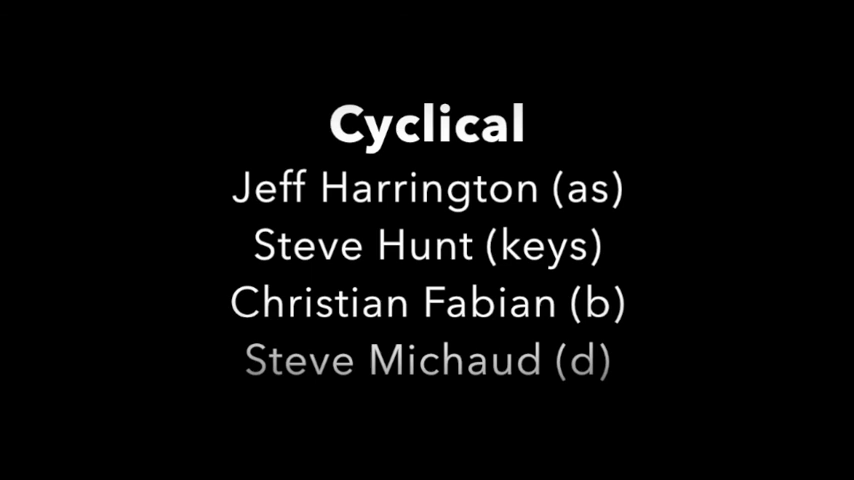 Cyclical
Jeff Harrington (as)
Steve Hunt (keys)
Christian Fabian (b)
Steve Michaud (d)